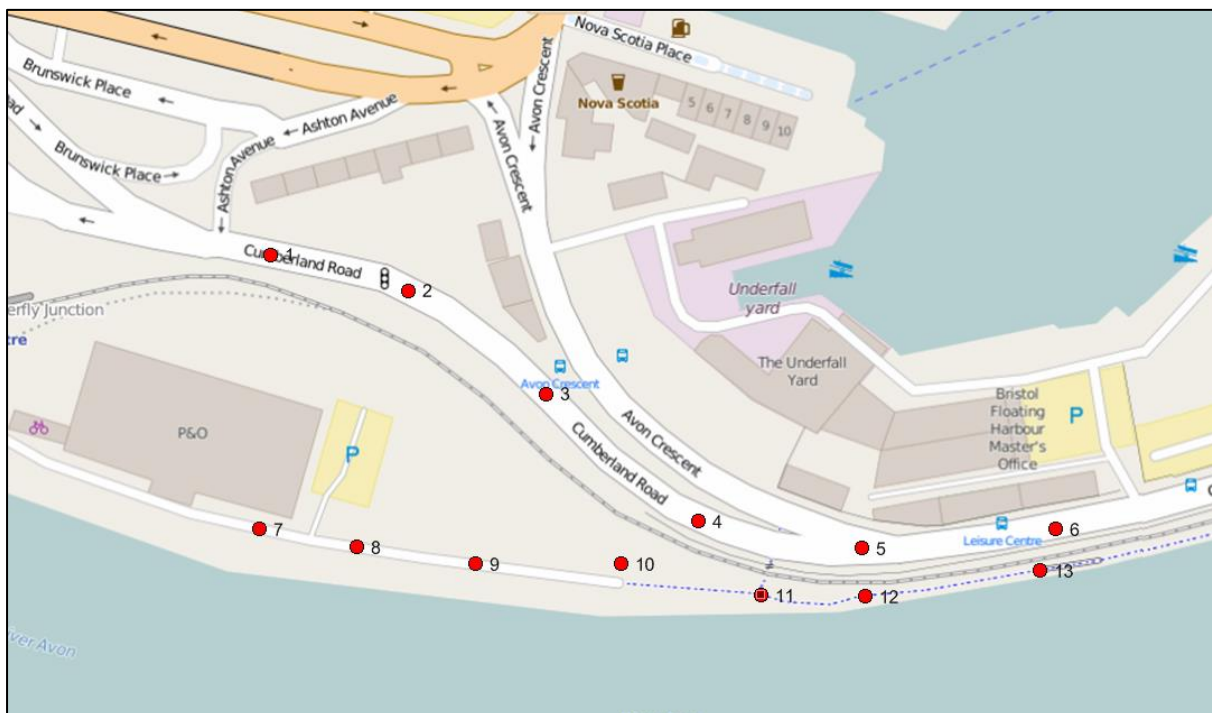 Nova Scotia Place
Avon Crescent
Brunswick Place
Nova Scotia
5 6 7 8 9 10
Ashton Avenue
Avon Crescent
Brunswick Place
Ashton Avenue
Cumberland Road
1
2
Underfall
yard
erfly Junction
tre
The Underfall
Yard
Avon Crescent
3
Bristol
Floating
Harbour
Master's
Office
P
P&O
P
Avon Crescent
Cumberland Road
4
5
6
Leisure Centre
7
8
9
10
11
12
13
ver Avon